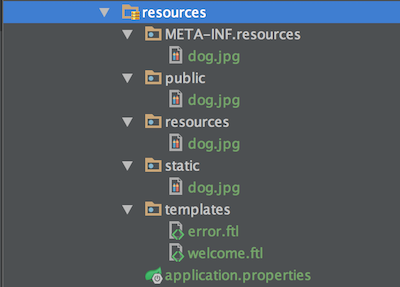 resources
META-INF.resources
dog.jpg
public
dog.jpg
resources
dog.jpg
static
dog.jpg
templates
error.ftl
welcome.ftl
application.properties